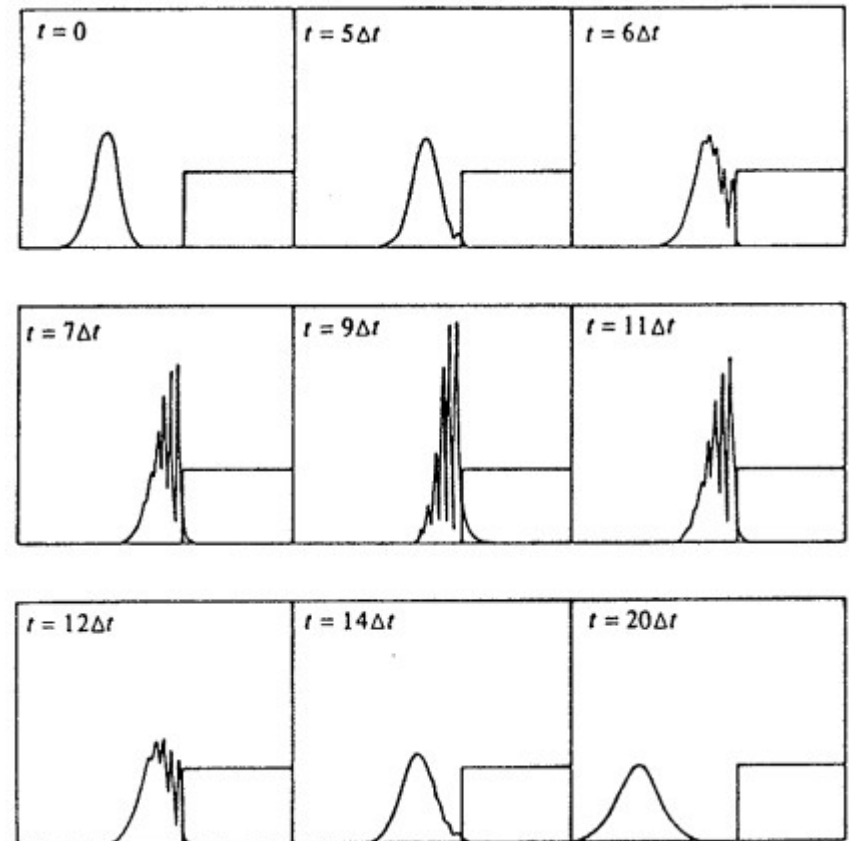 t = 0
t = 5Δt
t = 6Δt
t = 7Δt
t = 9Δt
t = 11Δt
t = 12Δt
t = 14Δt
t = 20Δt